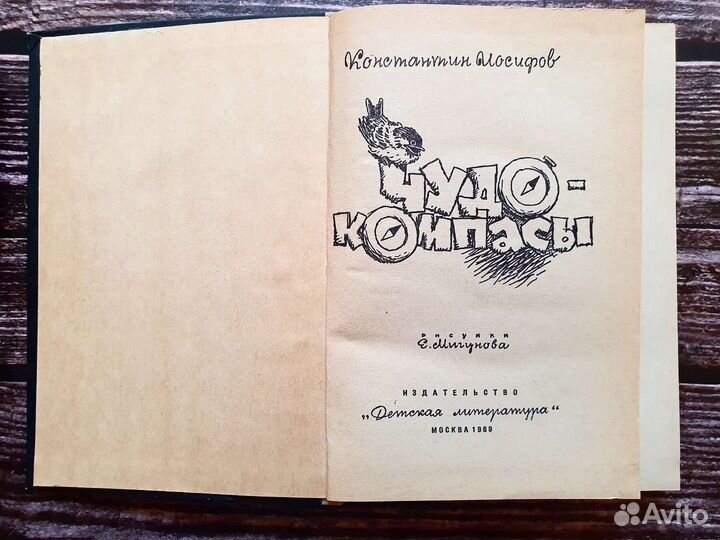 Константин Иосифов
ЧУДО-
КОМПАСЫ
РИСУНКИ
Е. Мигунова
ИЗДАТЕЛЬСТВО
„Детская литература“
МОСКВА 1969
Avito